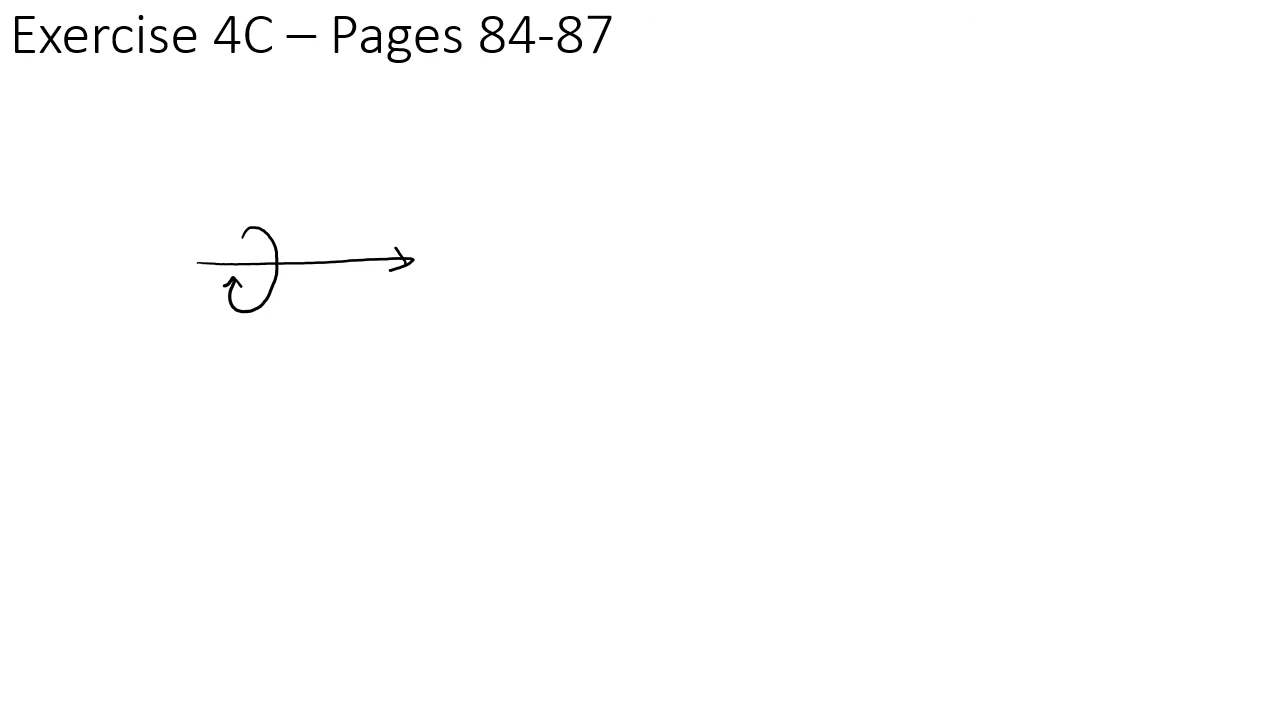 Exercise 4C – Pages 84-87